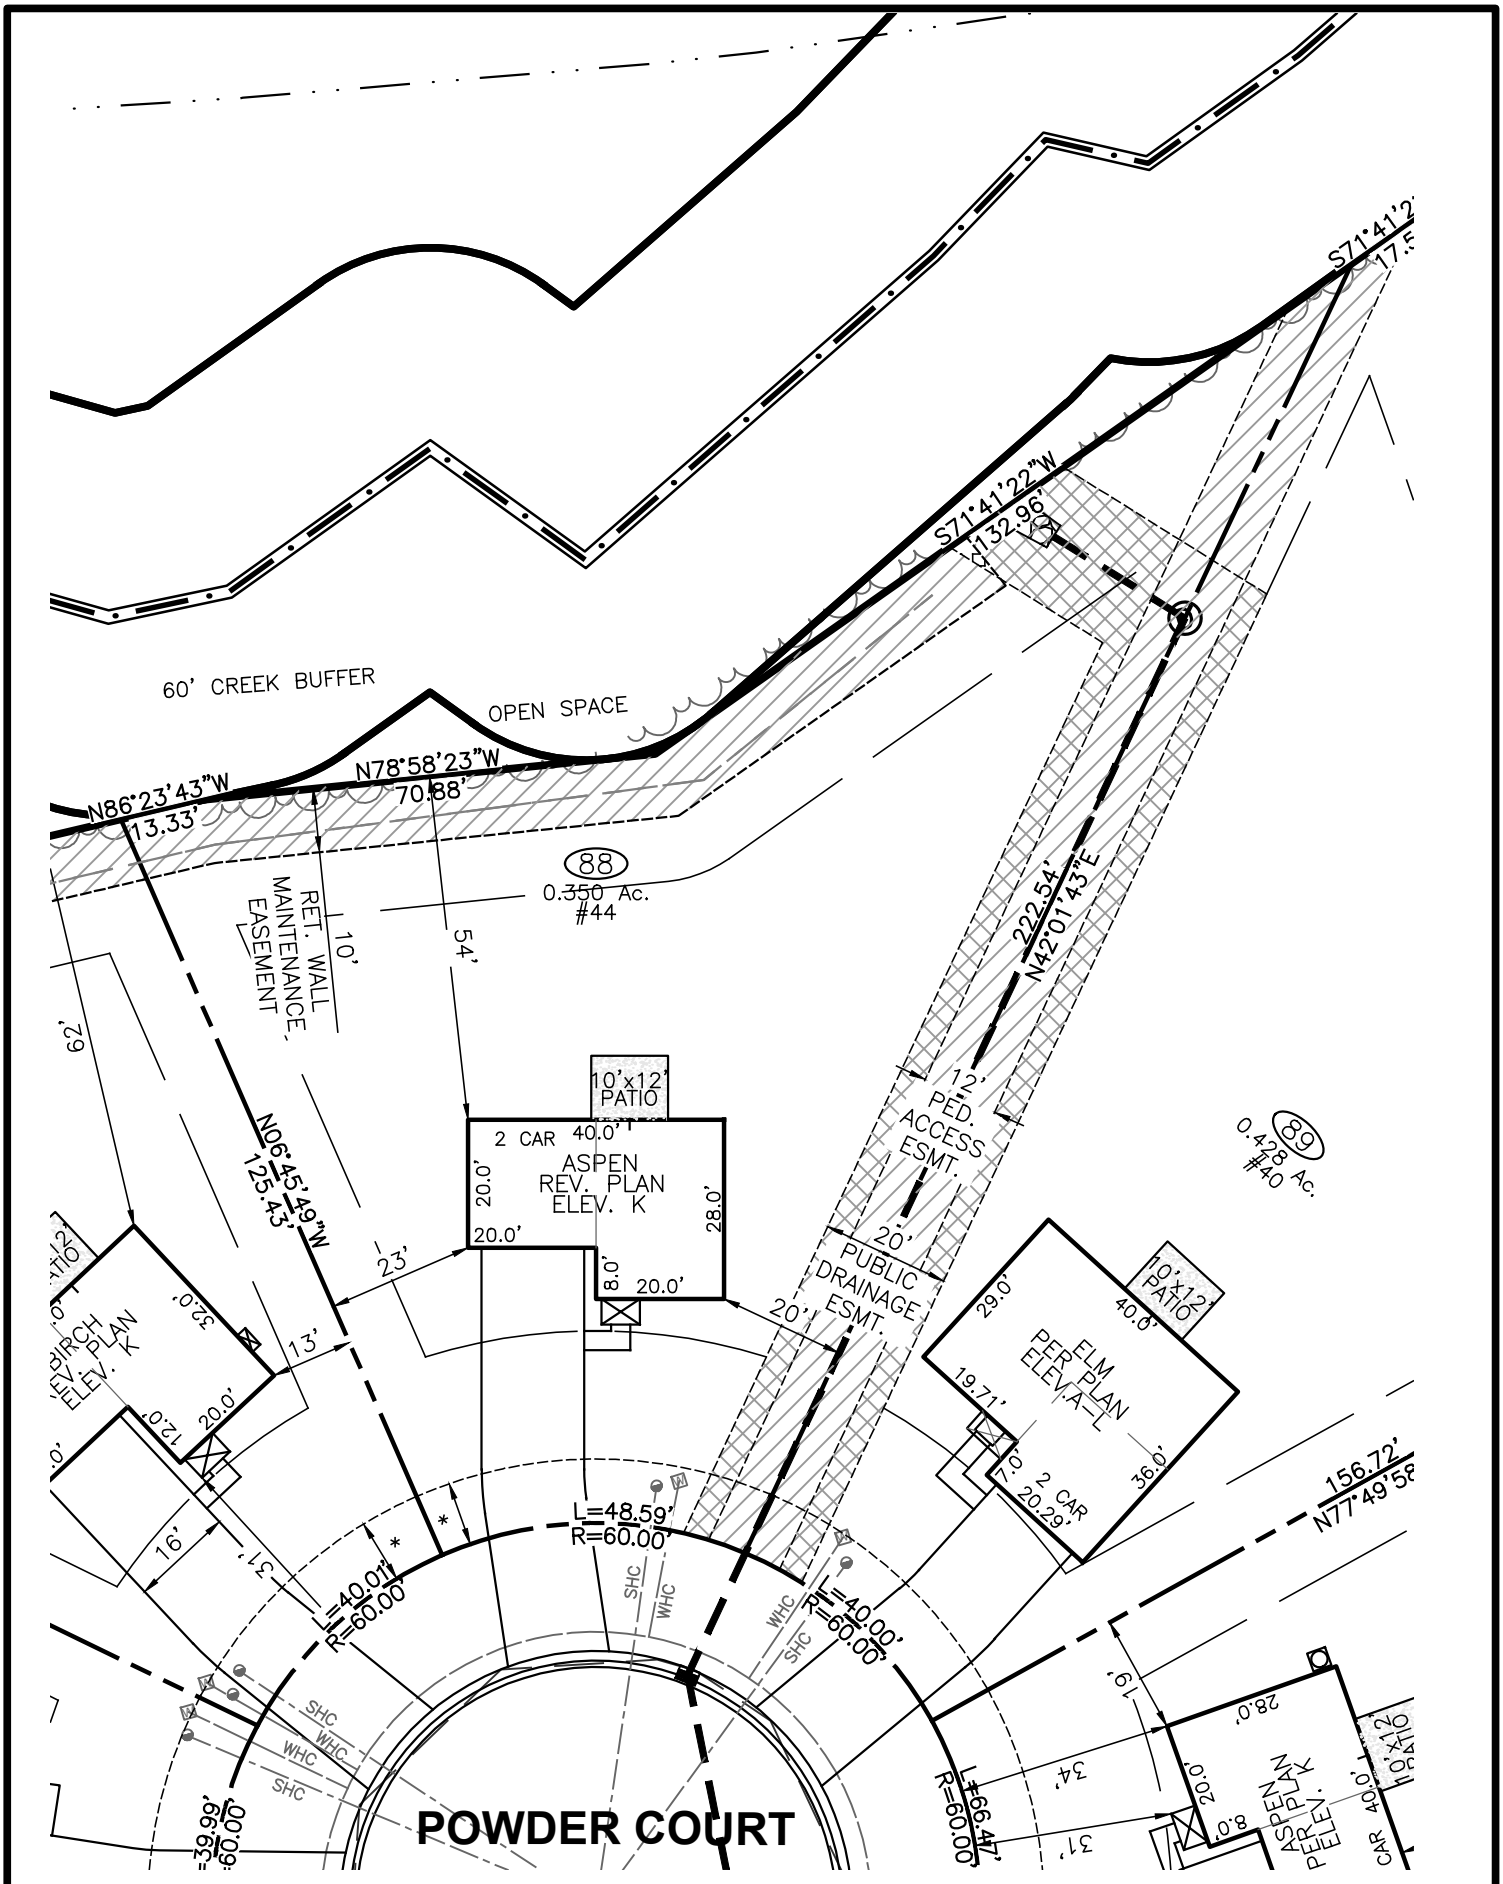 S71°41'2
17.5
S71°41'22"W
132.96'
60' CREEK BUFFER
OPEN SPACE
N86°23'43"W
13.33'
N78°58'23"W
70.88'
88
0.350 Ac.
#44
222.54'
N42°01'43"E
RET. WALL
MAINTENANCE
EASEMENT
10'
54'
62'
12'
PED.
ACCESS
ESMT.
89
0.428 Ac.
#40
10'x12'
PATIO
2 CAR
40.0'
ASPEN
REV. PLAN
ELEV. K
20.0'
20.0'
28.0'
8.0'
20.0'
N06°45'49"W
125.43'
23'
20'
PUBLIC
DRAINAGE
ESMT.
20'
12'
ATIO
BIRCH
EV. PLAN
ELEV. K
32.0'
13'
20.0'
12.0'
.0'
.0'
10'x12'
PATIO
29.0'
40.0'
ELM
PER PLAN
ELEV.A-L
19.71'
7.0'
2 CAR
20.29'
36.0'
156.72'
N77°49'58
16'
31'
*
*
L=48.59'
R=60.00'
W
SHC
WHC
WHC
SHC
=40.01'
R=60.00'
L=40.00'
R=60.00'
SHC
WHC
WHC
SHC
19'
28.0'
10'x12
PATIO
34'
20.0'
ASPEN
PER PLAN
ELEV. K
40.0'
CAR
8.0'
31'
L=66.47'
R=60.00'
=39.99'
=60.00'
POWDER COURT